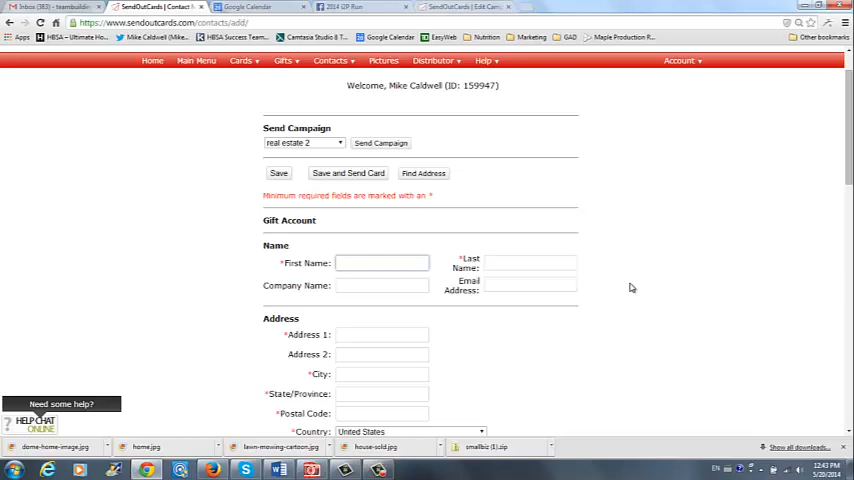 Inbox (383) - teambuilding
SendOutCards | Contact M
Google Calendar
2014 I2P Run
SendOutCards | Edit Cam
https://www.sendoutcards.com/contacts/add/
Apps
HBSA – Ultimate Ho
Mike Caldwell (Mike
HBSA Success Team
Camtasia Studio 8 T
Google Calendar
EasyWeb
Nutrition
Marketing
GAD
Maple Production R
Other bookmarks
Home Main Menu Cards Gifts Contacts Pictures Distributor Help Account
Welcome, Mike Caldwell (ID: 159947)
Send Campaign
real estate 2 Send Campaign
Save Save and Send Card Find Address
Minimum required fields are marked with an *
Gift Account
Name
*First Name: *Last Name:
Company Name: Email Address:
Address
*Address 1:
Address 2:
*City:
*State/Province:
*Postal Code:
*Country: United States
Need some help?
? HELP CHAT ONLINE
dome-home-image.jpg home.jpg lawn-mowing-cartoon.jpg house-sold.jpg smallbiz (1).zip Show all downloads...
EN 12:43 PM
5/20/2014